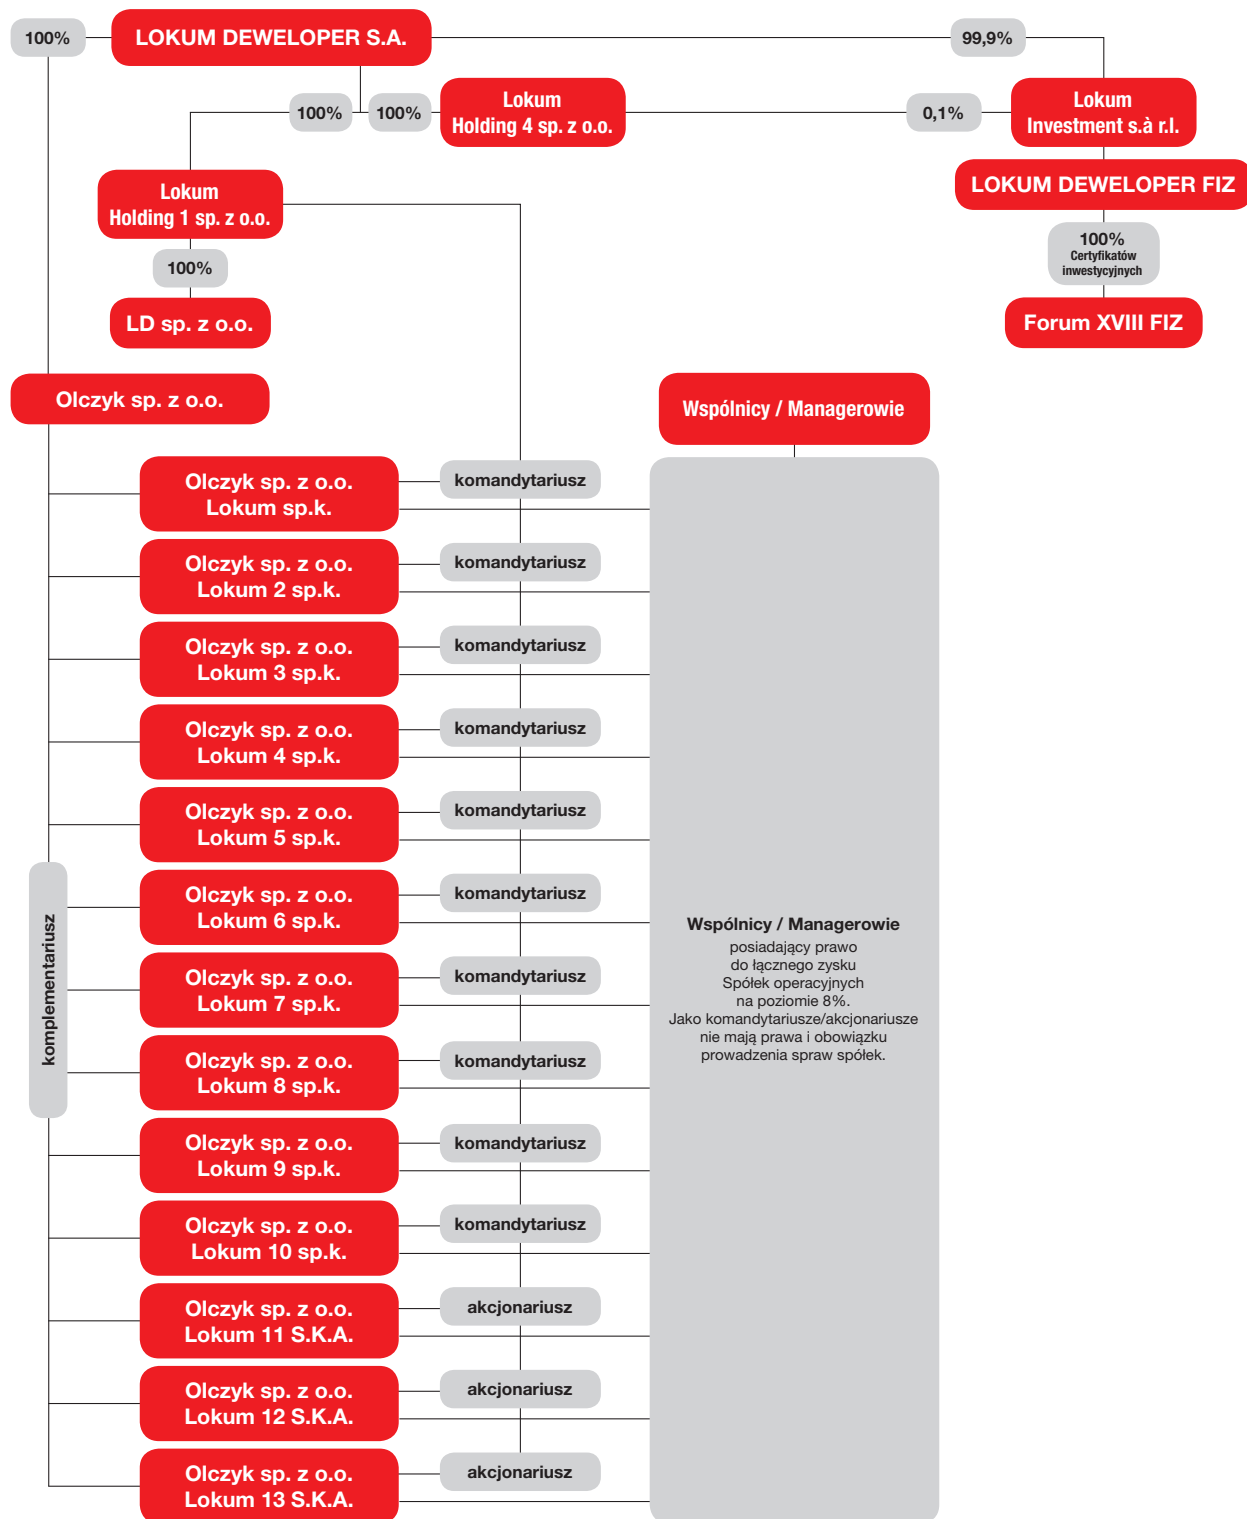 100%
LOKUM DEWELOPER S.A.
99,9%
100%
100%
Lokum
Holding 4 sp. z o.o.
0,1%
Lokum
Investment s.à r.l.
Lokum
Holding 1 sp. z o.o.
LOKUM DEWELOPER FIZ
100%
100%
Certyfikatów
inwestycyjnych
LD sp. z o.o.
Forum XVIII FIZ
Olczyk sp. z o.o.
Wspólnicy / Managerowie
Olczyk sp. z o.o.
Lokum sp.k.
komandytariusz
Olczyk sp. z o.o.
Lokum 2 sp.k.
komandytariusz
Olczyk sp. z o.o.
Lokum 3 sp.k.
komandytariusz
Olczyk sp. z o.o.
Lokum 4 sp.k.
komandytariusz
Olczyk sp. z o.o.
Lokum 5 sp.k.
komandytariusz
komplementariusz
Olczyk sp. z o.o.
Lokum 6 sp.k.
komandytariusz
Olczyk sp. z o.o.
Lokum 7 sp.k.
komandytariusz
Olczyk sp. z o.o.
Lokum 8 sp.k.
komandytariusz
Olczyk sp. z o.o.
Lokum 9 sp.k.
komandytariusz
Olczyk sp. z o.o.
Lokum 10 sp.k.
komandytariusz
Olczyk sp. z o.o.
Lokum 11 S.K.A.
akcjonariusz
Olczyk sp. z o.o.
Lokum 12 S.K.A.
akcjonariusz
Olczyk sp. z o.o.
Lokum 13 S.K.A.
akcjonariusz
Wspólnicy / Managerowie
posiadający prawo
do łącznego zysku
Spółek operacyjnych
na poziomie 8%.
Jako komandytariusze/akcjonariusze
nie mają prawa i obowiązku
prowadzenia spraw spółek.